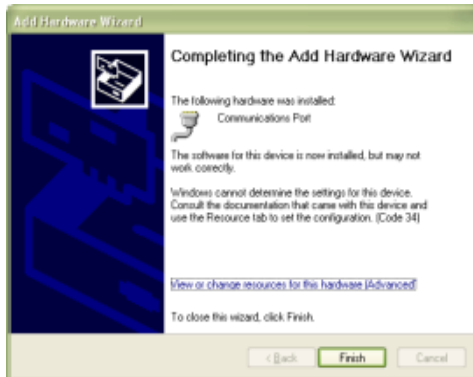 Add Hardware Wizard
Completing the Add Hardware Wizard
The following hardware was installed:
Communications Port
The software for this device is now installed, but may not
work correctly.
Windows cannot determine the settings for this device.
Consult the documentation that came with this device and
use the Resource tab to set the configuration. (Code 34)
View or change resources for this hardware (Advanced)
To close this wizard, click Finish.
< Back
Finish
Cancel